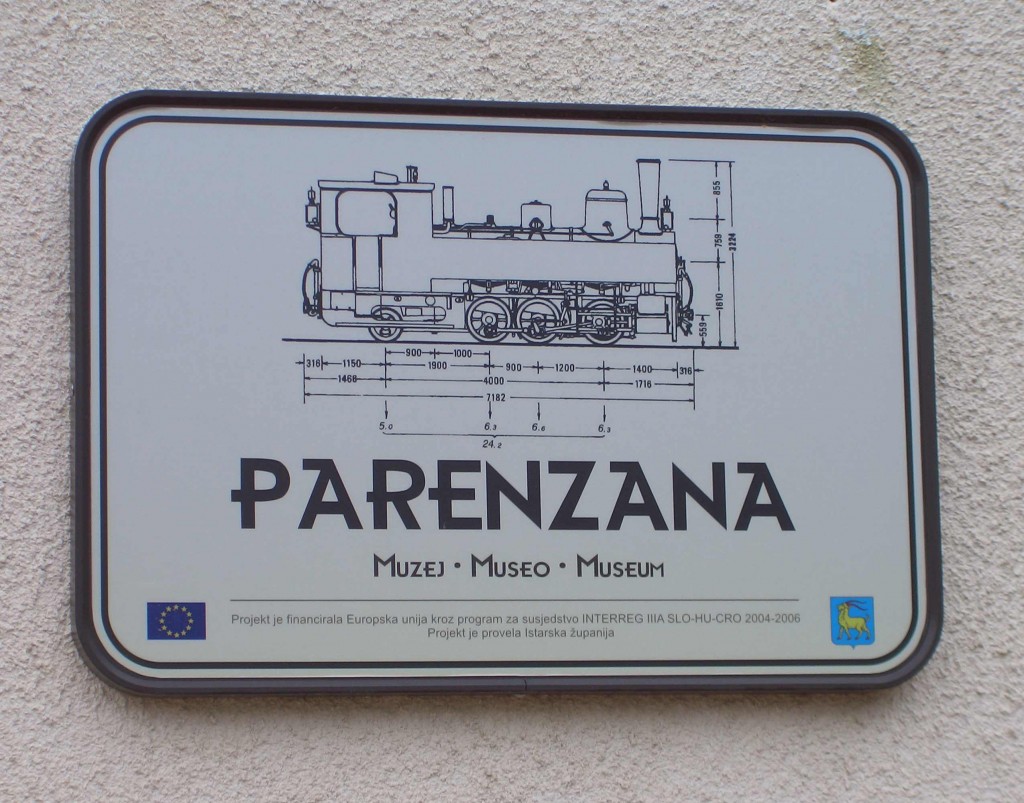 855
759
3224
1810
559
900 1000
316 1150 1900 900 1200 1400 316
1466 4000 1716
7182
5.0 6.3 6.6 6.3
24.2
PARENZANA
MUZEJ • MUSEO • MUSEUM
Projekt je financirala Europska unija kroz program za susjedstvo INTERREG IIIA SLO-HU-CRO 2004-2006
Projekt je provela Istarska županija